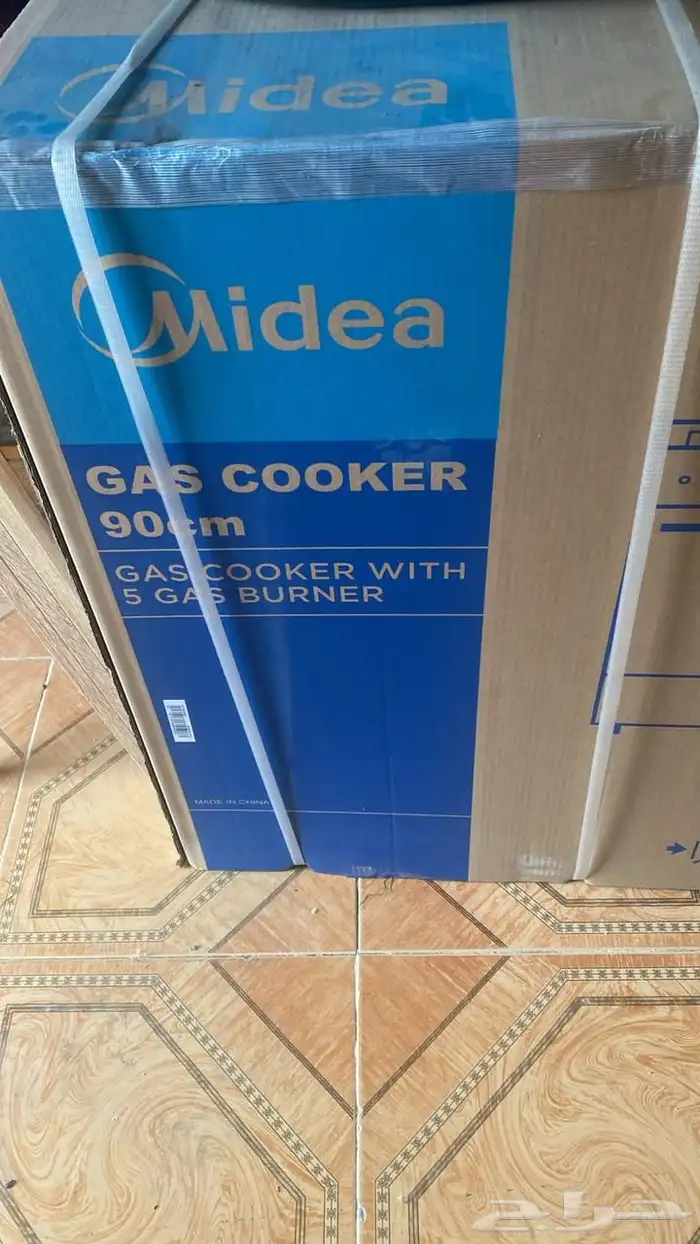 Midea
Midea
GAS COOKER
90cm
GAS COOKER WITH
5 GAS BURNER
MADE IN CHINA
حراج